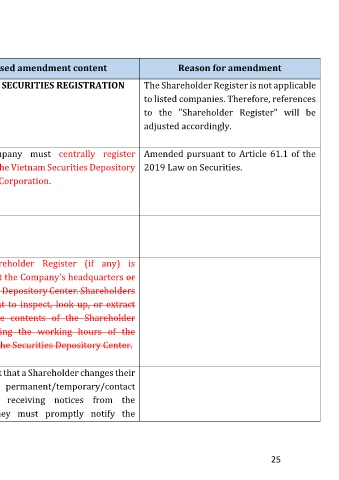 sed amendment content
Reason for amendment
SECURITIES REGISTRATION
The Shareholder Register is not applicable
to listed companies. Therefore, references
to the "Shareholder Register" will be
adjusted accordingly.
pany must centrally register
he Vietnam Securities Depository
Corporation.
Amended pursuant to Article 61.1 of the
2019 Law on Securities.
reholder Register (if any) is
t the Company's headquarters or
Depository Center. Shareholders
t to inspect, look up, or extract
e contents of the Shareholder
ing the working hours of the
he Securities Depository Center.
t that a Shareholder changes their
permanent/temporary/contact
receiving notices from the
ey must promptly notify the
25